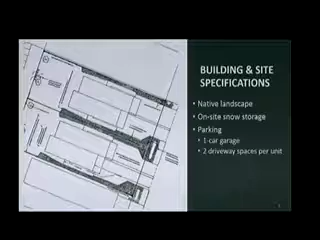 BUILDING & SITE
SPECIFICATIONS
• Native landscape
• On-site snow storage
• Parking
• 1-car garage
• 2 driveway spaces per unit